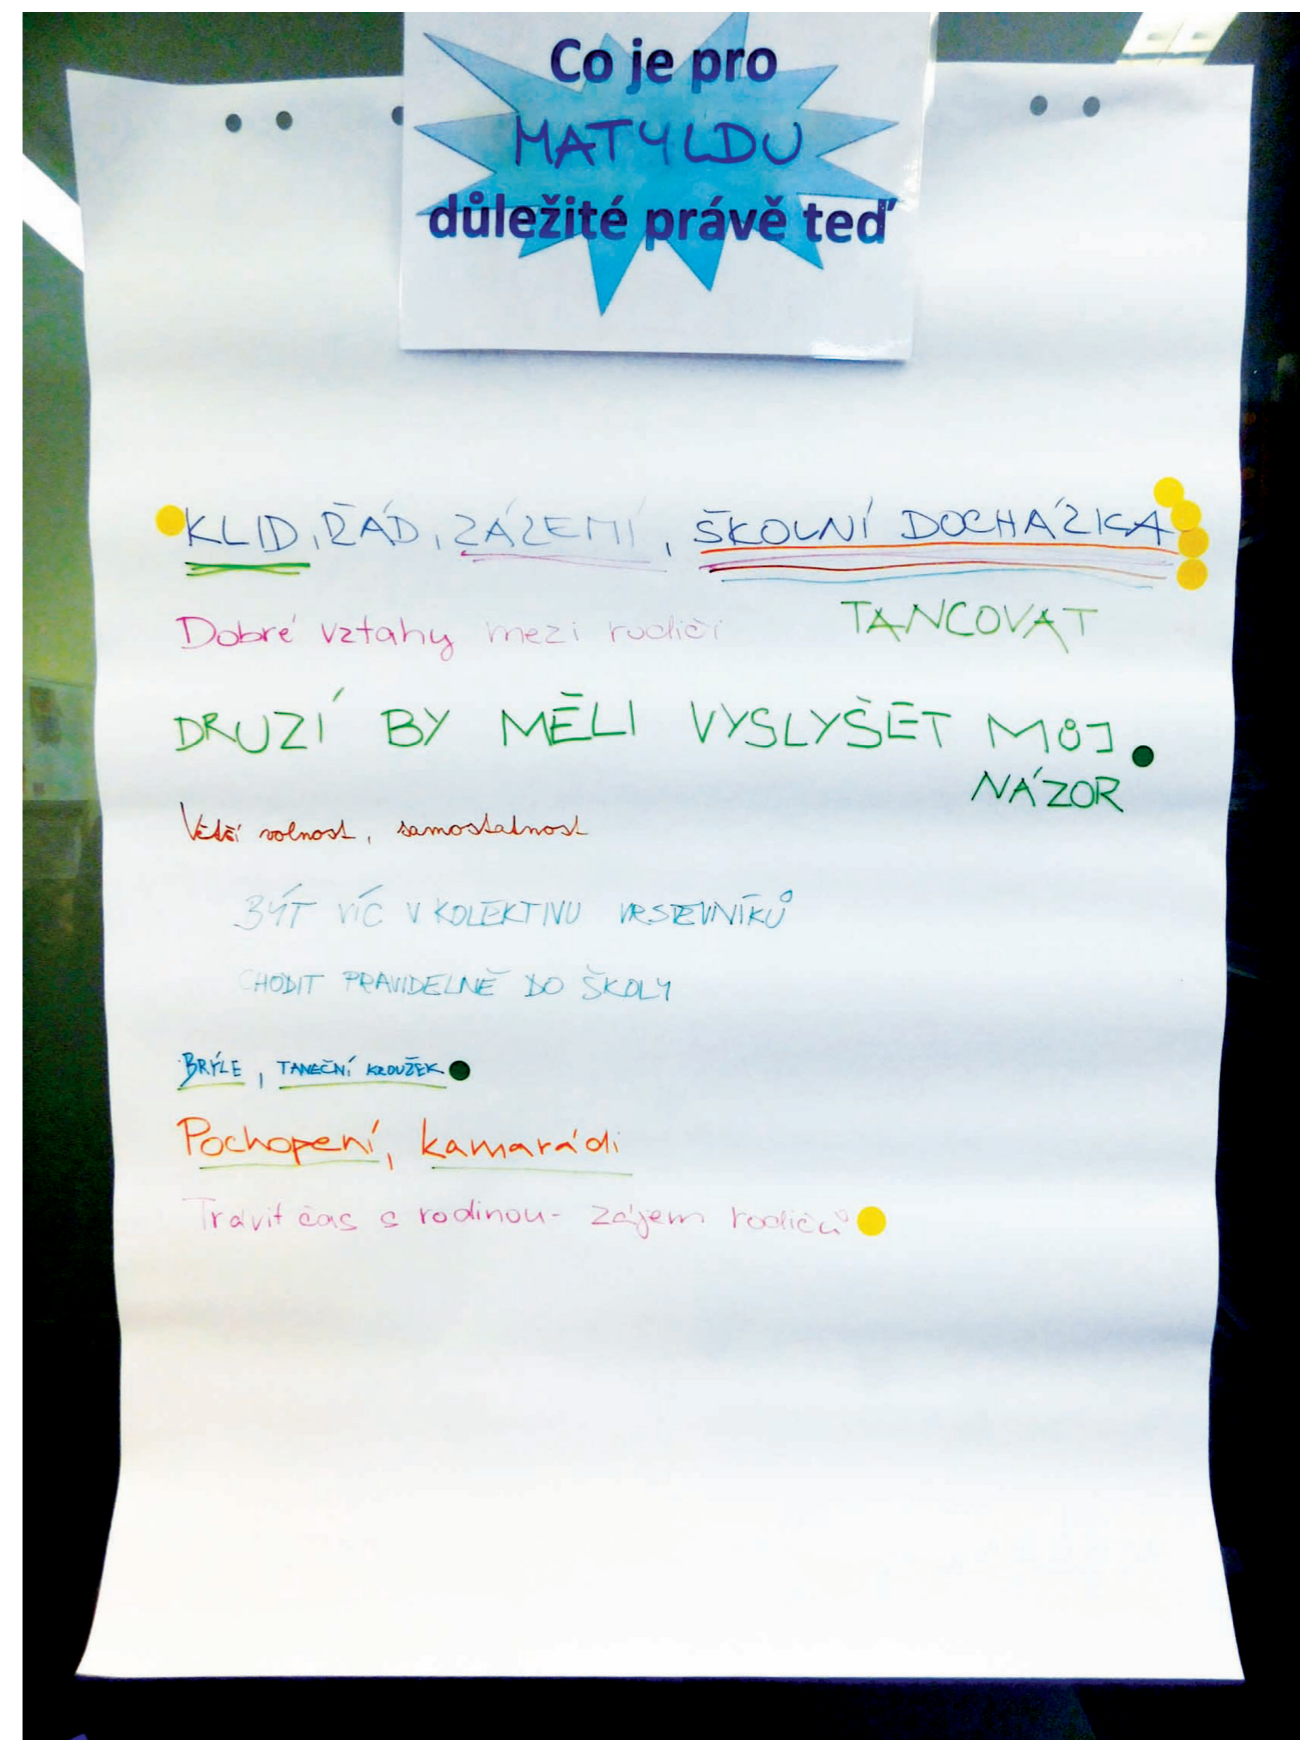 Co je pro
MATYLDU
důležité právě teď
KLID, ŘÁD, ZÁZEMÍ, ŠKOLNÍ DOCHÁZKA
Dobré vztahy mezi rodiči TANCOVAT
DRUZÍ BY MĚLI VYSLYŠET MŮJ
NÁZOR
Větší volnost, samostatnost
BÝT VÍC V KOLEKTIVU VRSTEVNÍKŮ
CHODIT PRAVIDELNĚ DO ŠKOLY
BRÝLE, TANEČNÍ KROUŽEK
Pochopení, kamarádi
Trávit čas s rodinou - zájem rodičů